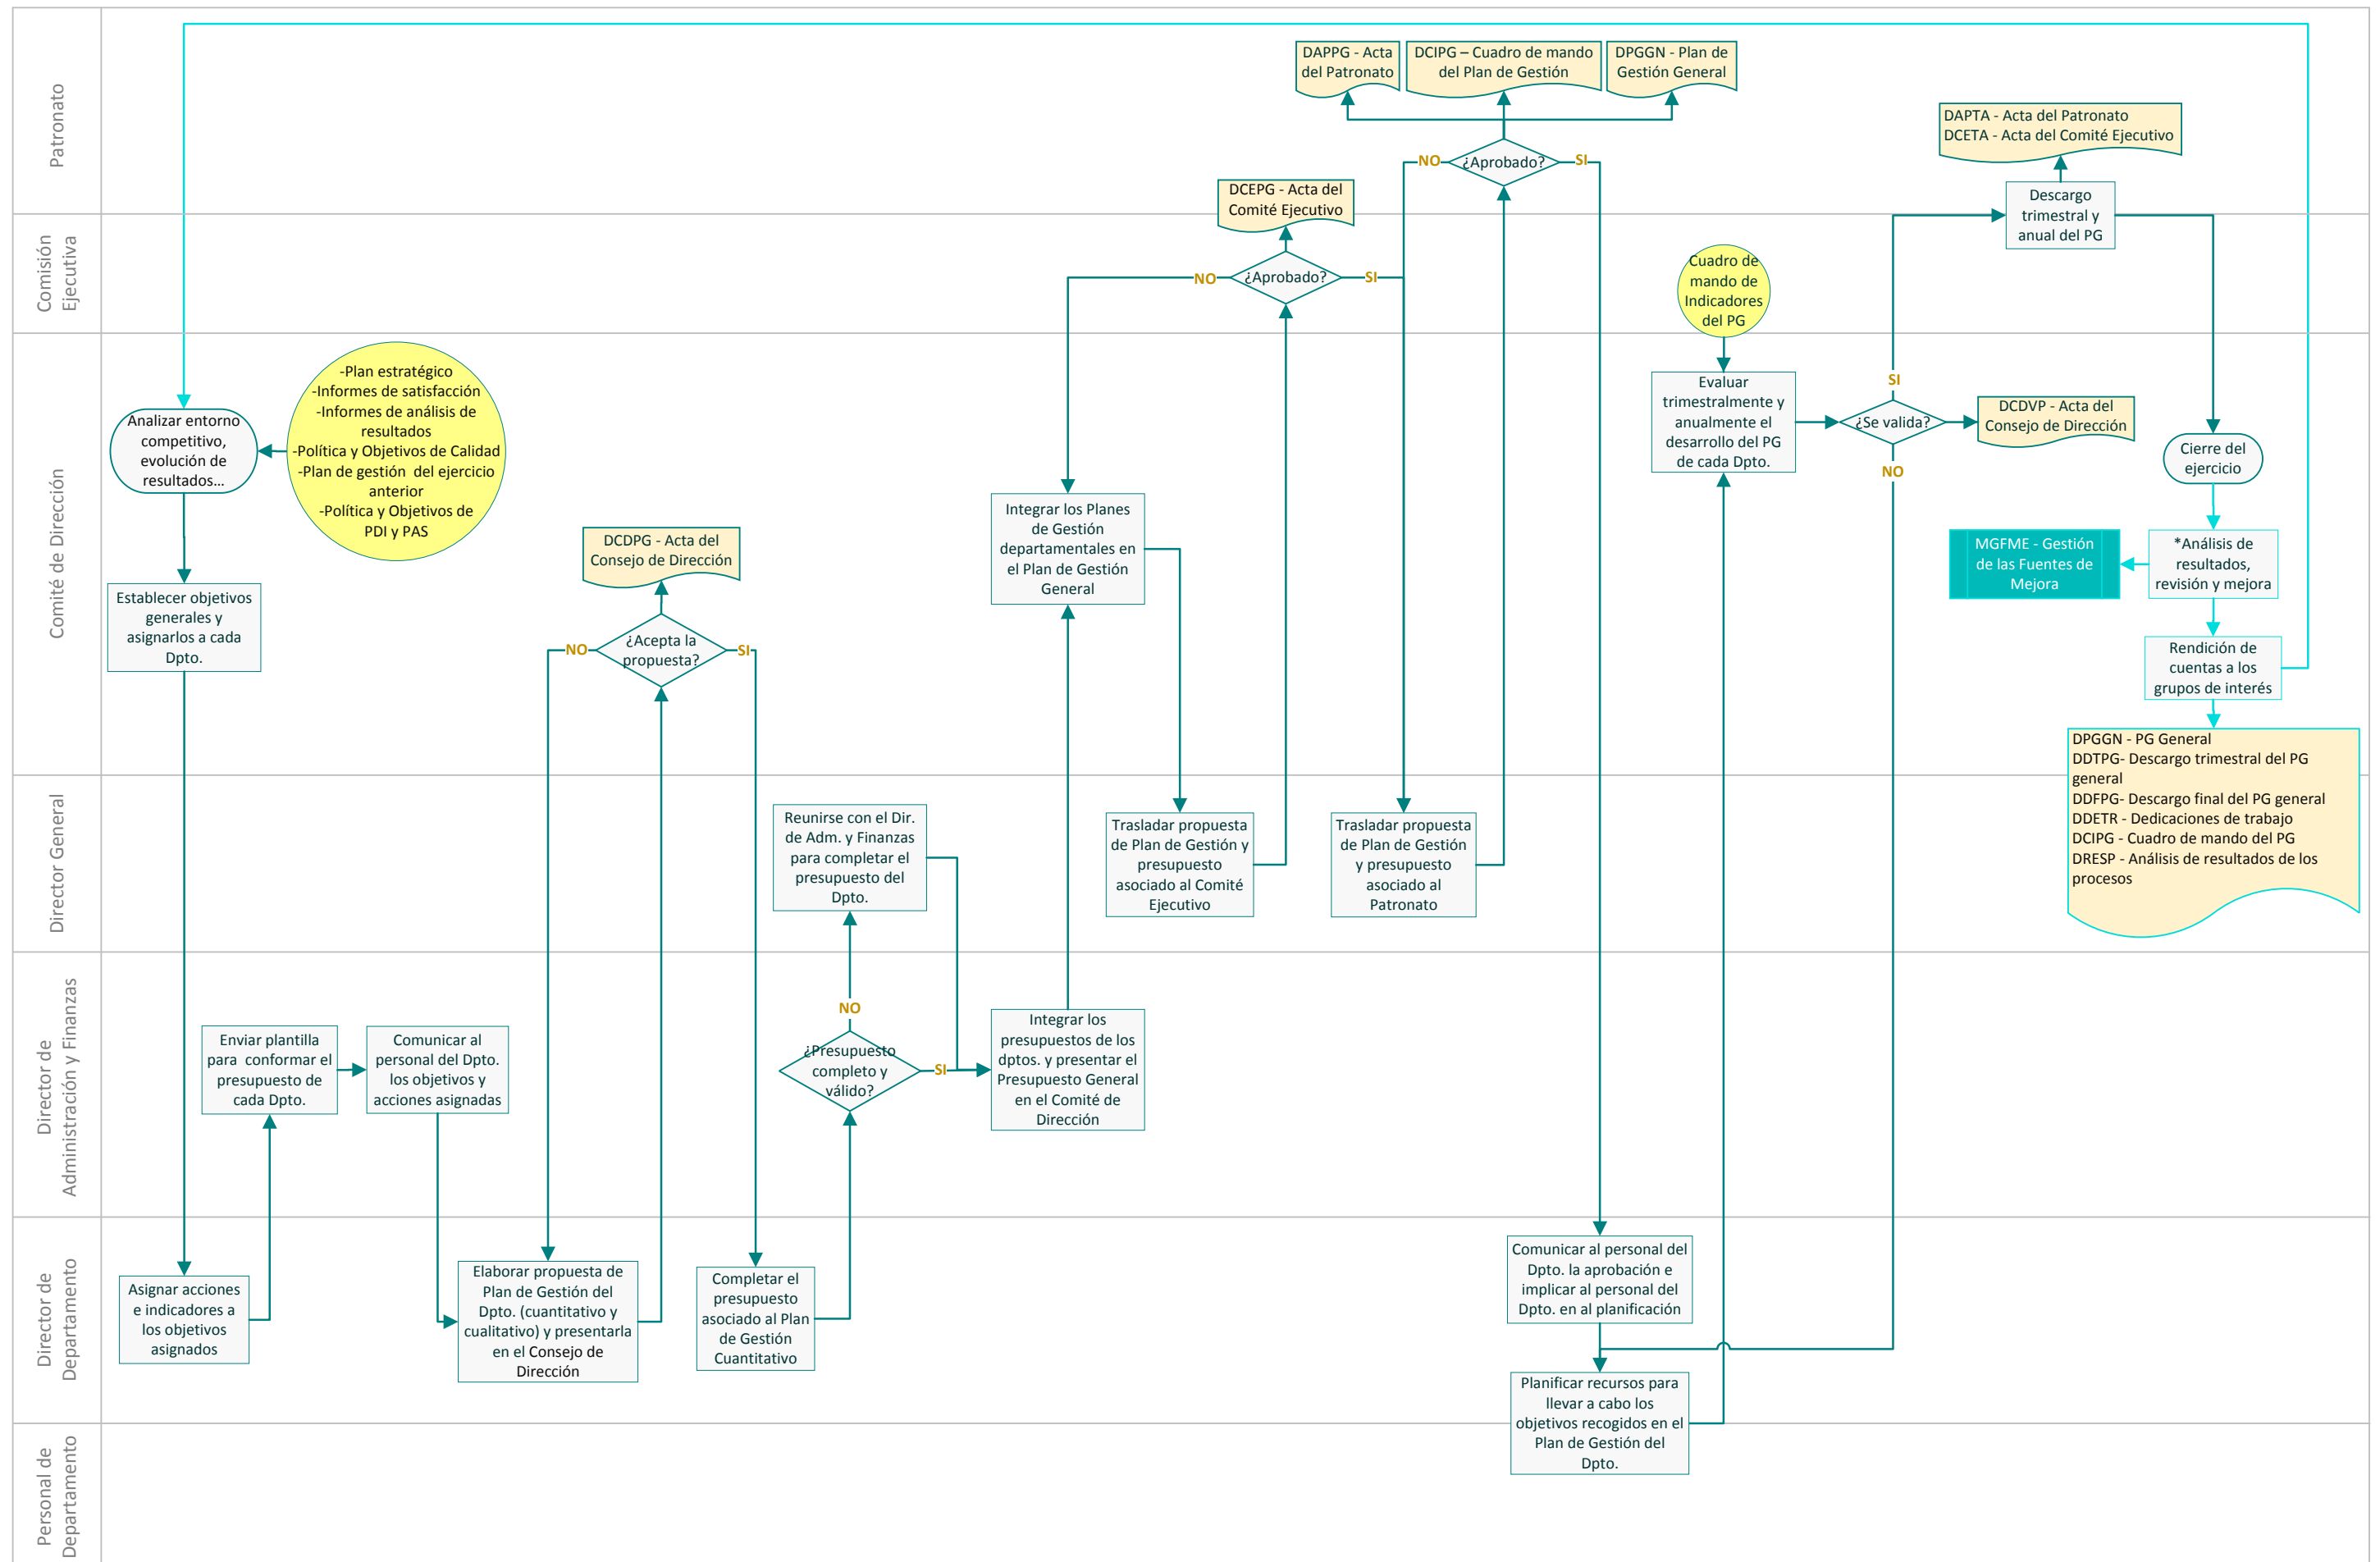 Patronato
DAPPG - Acta
del Patronato
DCIPG – Cuadro de mando
del Plan de Gestión
DPGGN - Plan de
Gestión General
NO
¿Aprobado?
SI
DAPTA - Acta del Patronato
DCETA - Acta del Comité Ejecutivo
Descargo
trimestral y
anual del PG
DCEPG - Acta del
Comité Ejecutivo
Comisión
Ejecutiva
NO
¿Aprobado?
SI
Cuadro de
mando de
Indicadores
del PG
Comité de Dirección
Analizar entorno
competitivo,
evolución de
resultados...
-Plan estratégico
-Informes de satisfacción
-Informes de análisis de
resultados
-Política y Objetivos de Calidad
-Plan de gestión  del ejercicio
anterior
-Política y Objetivos de
PDI y PAS
Establecer objetivos
generales y
asignarlos a cada
Dpto.
DCDPG - Acta del
Consejo de Dirección
NO
¿Acepta la
propuesta?
SI
Integrar los Planes
de Gestión
departamentales en
el Plan de Gestión
General
Evaluar
trimestralmente y
anualmente el
desarrollo del PG
de cada Dpto.
SI
¿Se valida?
NO
DCDVP - Acta del
Consejo de Dirección
Cierre del
ejercicio
MGFME - Gestión
de las Fuentes de
Mejora
*Análisis de
resultados,
revisión y mejora
Rendición de
cuentas a los
grupos de interés
DPGGN - PG General
DDTPG- Descargo trimestral del PG
general
DDFPG- Descargo final del PG general
DDETR - Dedicaciones de trabajo
DCIPG - Cuadro de mando del PG
DRESP - Análisis de resultados de los
procesos
Director General
Reunirse con el Dir.
de Adm. y Finanzas
para completar el
presupuesto del
Dpto.
Trasladar propuesta
de Plan de Gestión y
presupuesto
asociado al Comité
Ejecutivo
Trasladar propuesta
de Plan de Gestión
y presupuesto
asociado al
Patronato
Director de
Administración y Finanzas
Enviar plantilla
para  conformar el
presupuesto de
cada Dpto.
Comunicar al
personal del Dpto.
los objetivos y
acciones asignadas
NO
¿Presupuesto
completo y
válido?
SI
Integrar los
presupuestos de los
dptos. y presentar el
Presupuesto General
en el Comité de
Dirección
Director de
Departamento
Asignar acciones
e indicadores a
los objetivos
asignados
Elaborar propuesta de
Plan de Gestión del
Dpto. (cuantitativo y
cualitativo) y presentarla
en el Consejo de
Dirección
Completar el
presupuesto
asociado al Plan
de Gestión
Cuantitativo
Comunicar al personal del
Dpto. la aprobación e
implicar al personal del
Dpto. en al planificación
Planificar recursos para
llevar a cabo los
objetivos recogidos en el
Plan de Gestión del
Dpto.
Personal de
Departamento